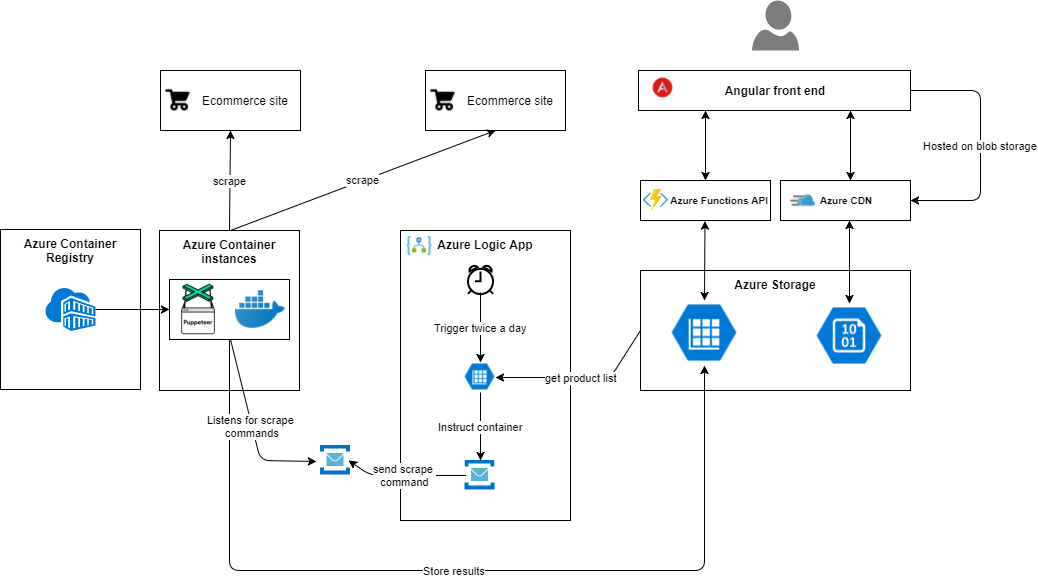 Ecommerce site
Ecommerce site
Angular front end
Hosted on blob storage
scrape
scrape
Azure Functions API
Azure CDN
Azure Container
Registry
Azure Container
instances
Puppeteer
Azure Logic App
Trigger twice a day
Azure Storage
10
01
get product list
Instruct container
Listens for scrape
commands
send scrape
command
Store results